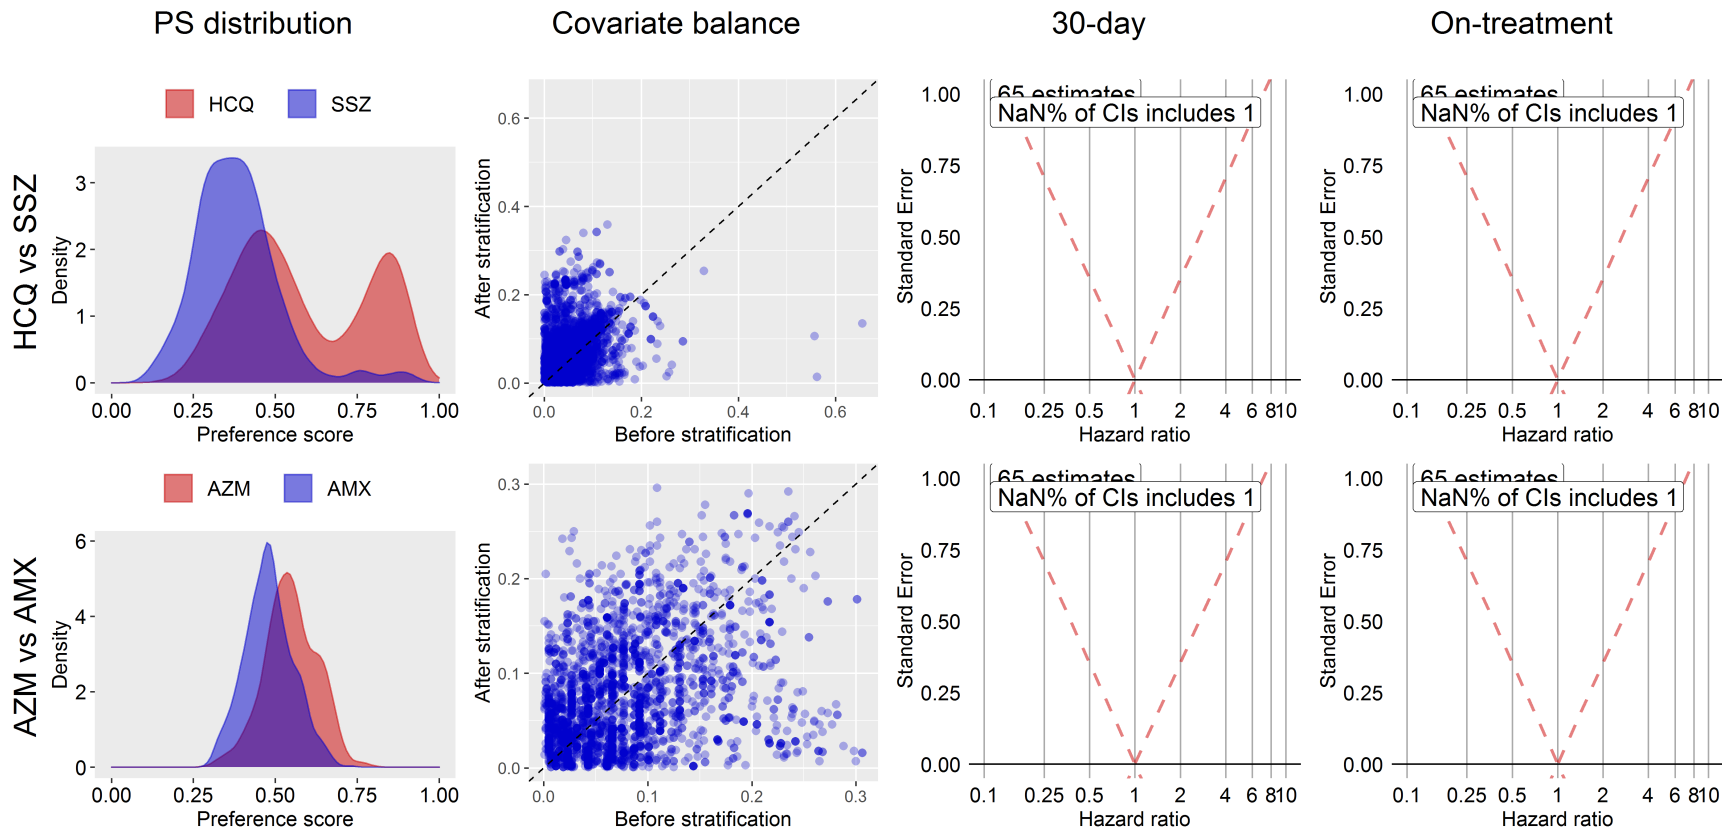 PS distribution
Covariate balance
30-day
On-treatment
HCQ vs SSZ
HCQ
SSZ
Density
3
2
1
0
0.00
0.25
0.50
0.75
1.00
Preference score
After stratification
0.6
0.4
0.2
0.0
0.0
0.2
0.4
0.6
Before stratification
65 estimates
NaN% of CIs includes 1
Standard Error
1.00
0.75
0.50
0.25
0.00
0.1
0.25
0.5
1
2
4
6
8
10
Hazard ratio
65 estimates
NaN% of CIs includes 1
Standard Error
1.00
0.75
0.50
0.25
0.00
0.1
0.25
0.5
1
2
4
6
8
10
Hazard ratio
AZM vs AMX
AZM
AMX
Density
6
4
2
0
0.00
0.25
0.50
0.75
1.00
Preference score
After stratification
0.3
0.2
0.1
0.0
0.0
0.1
0.2
0.3
Before stratification
65 estimates
NaN% of CIs includes 1
Standard Error
1.00
0.75
0.50
0.25
0.00
0.1
0.25
0.5
1
2
4
6
8
10
Hazard ratio
65 estimates
NaN% of CIs includes 1
Standard Error
1.00
0.75
0.50
0.25
0.00
0.1
0.25
0.5
1
2
4
6
8
10
Hazard ratio